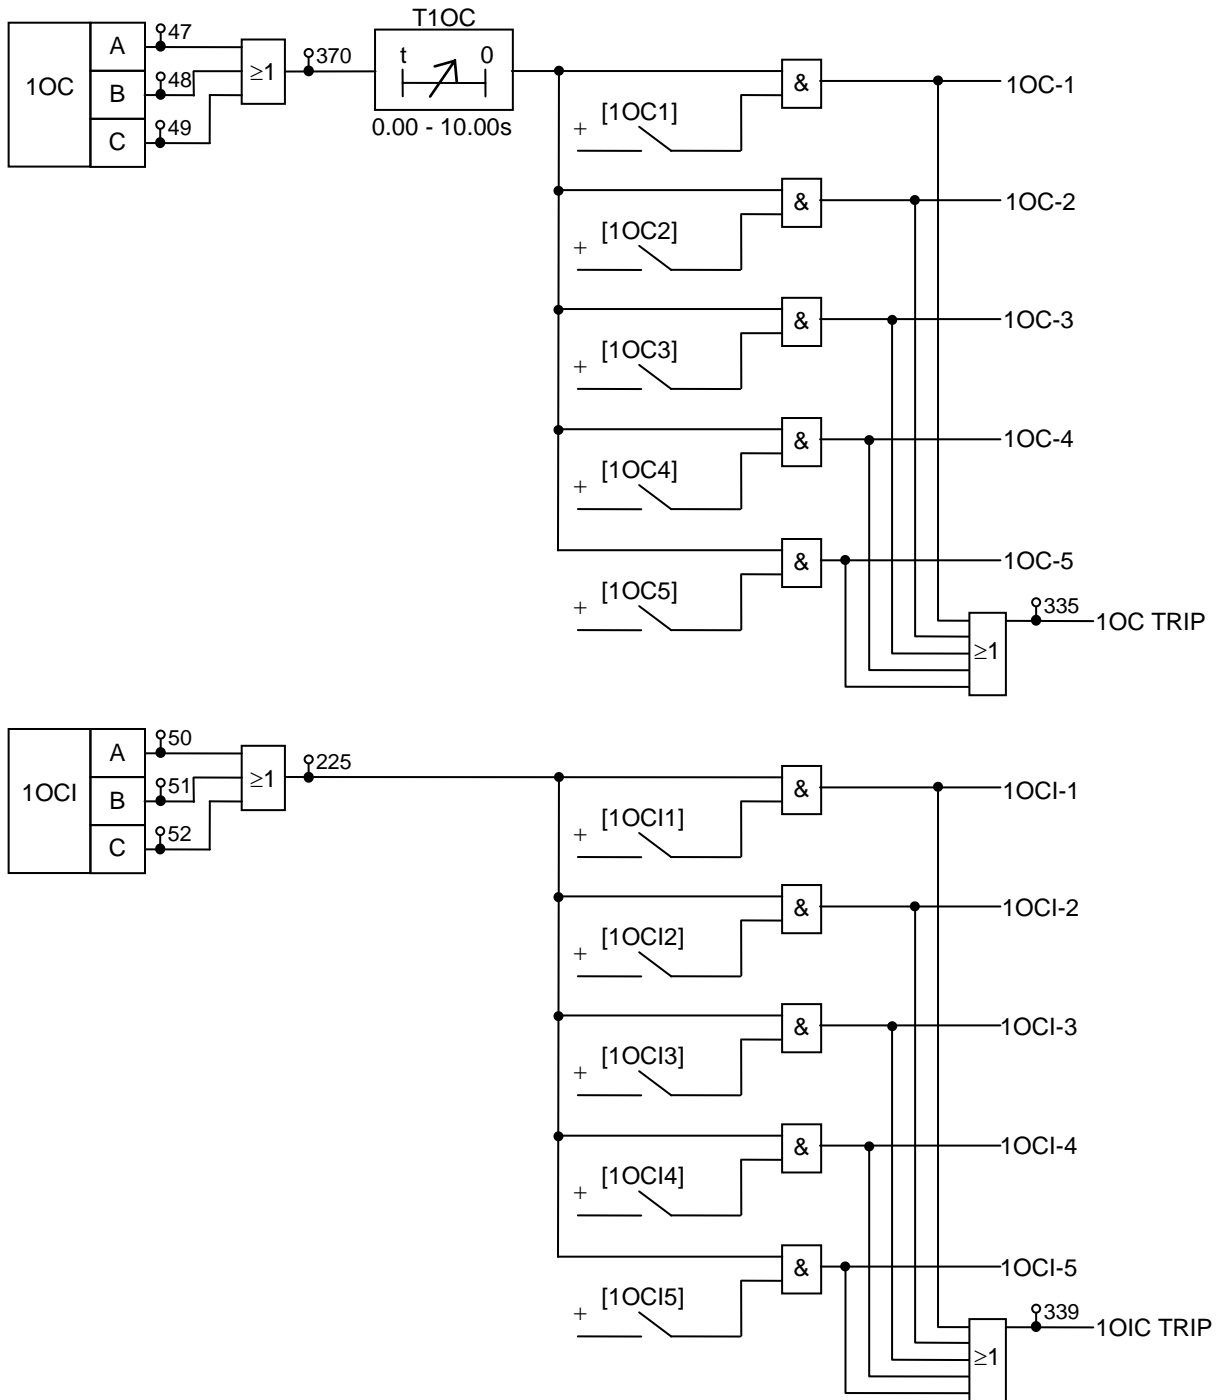 T1OC
1OC
A
47
B
48
C
49
≥1
370
t 0
0.00 - 10.00s
&
1OC-1
+
[1OC1]
&
1OC-2
+
[1OC2]
&
1OC-3
+
[1OC3]
&
1OC-4
+
[1OC4]
&
1OC-5
+
[1OC5]
≥1
335
1OC TRIP
1OCI
A
50
B
51
C
52
≥1
225
&
1OCI-1
+
[1OCI1]
&
1OCI-2
+
[1OCI2]
&
1OCI-3
+
[1OCI3]
&
1OCI-4
+
[1OCI4]
&
1OCI-5
+
[1OCI5]
≥1
339
1OIC TRIP